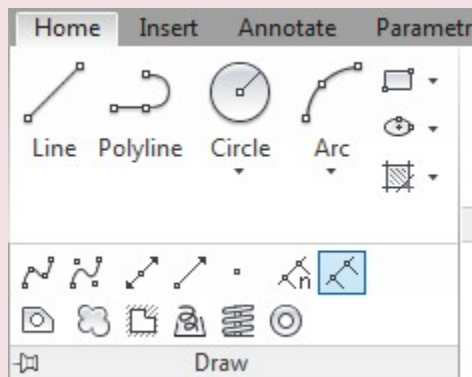 Home Insert Annotate Parametr
Line Polyline Circle Arc
n
Draw